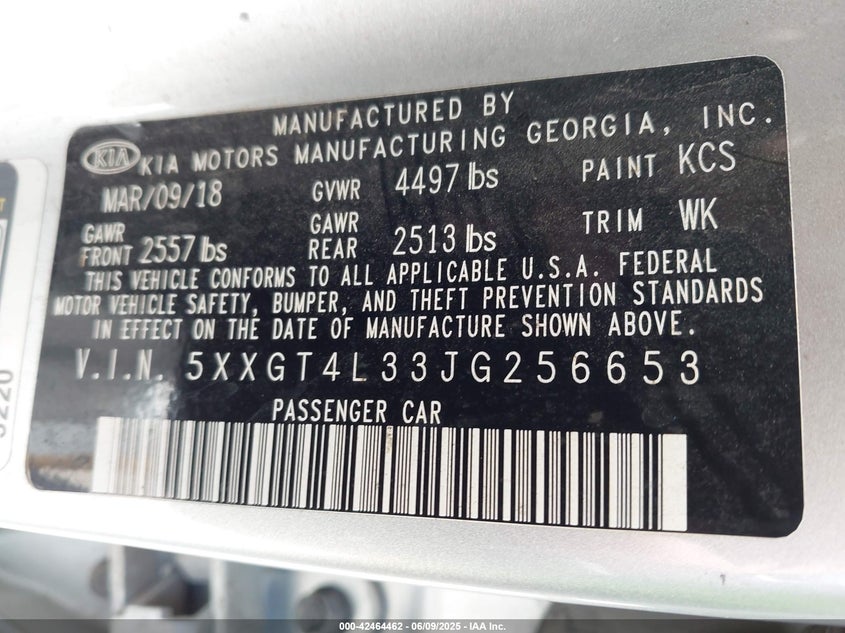 MANUFACTURED BY
KIA KIA MOTORS MANUFACTURING GEORGIA, INC.
MAR/09/18 GVWR 4497 lbs PAINT KCS
GAWR FRONT 2557 lbs GAWR REAR 2513 lbs TRIM WK
THIS VEHICLE CONFORMS TO ALL APPLICABLE U.S.A. FEDERAL
MOTOR VEHICLE SAFETY, BUMPER, AND THEFT PREVENTION STANDARDS
IN EFFECT ON THE DATE OF MANUFACTURE SHOWN ABOVE.
V.I.N. 5XXGT4L33JG256653
PASSENGER CAR
000-42464462 - 06/09/2025 - IAA Inc.